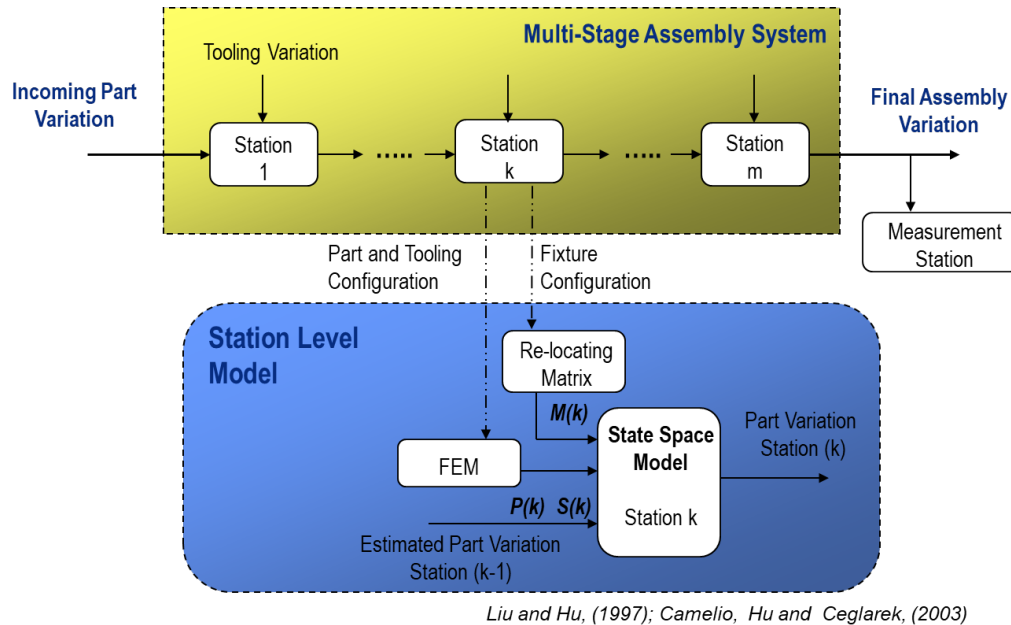 Multi-Stage Assembly System
Tooling Variation
Incoming Part
Variation
Final Assembly
Variation
Station
1
.....
Station
k
.....
Station
m
Measurement
Station
Part and Tooling
Configuration
Fixture
Configuration
Station Level
Model
Re-locating
Matrix
M(k)
State Space
Model
Station k
Part Variation
Station (k)
FEM
P(k) S(k)
Estimated Part Variation
Station (k-1)
Liu and Hu, (1997); Camelio, Hu and Ceglarek, (2003)